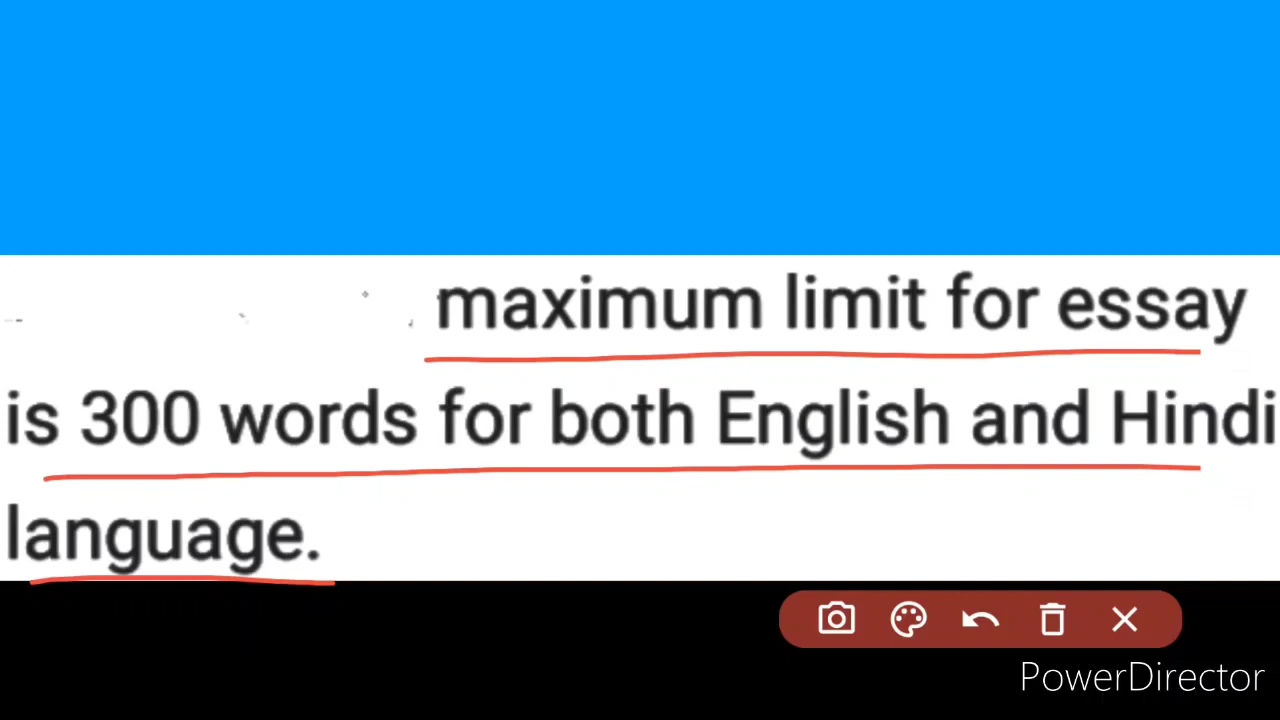 maximum limit for essay
is 300 words for both English and Hindi
language.
PowerDirector